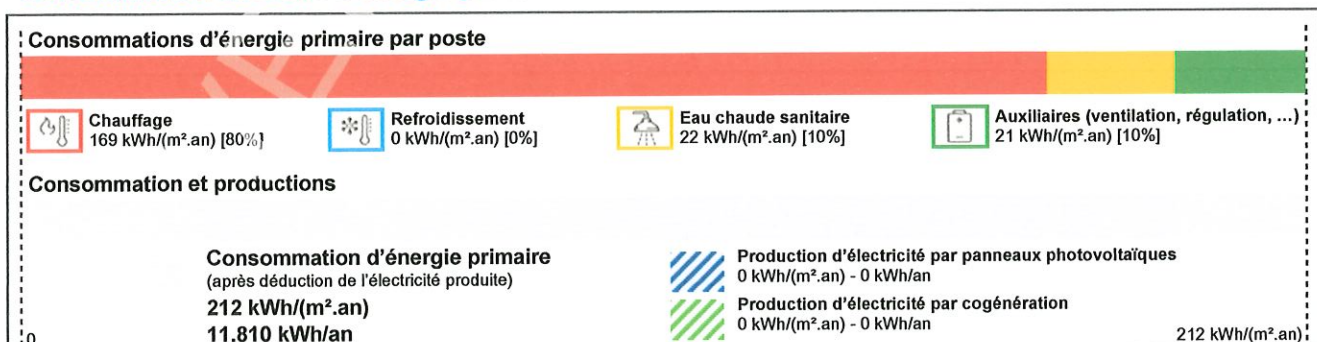 Consommations d'énergie primaire par poste
Chauffage
169 kWh/(m².an) [80%]
Refroidissement
0 kWh/(m².an) [0%]
Eau chaude sanitaire
22 kWh/(m².an) [10%]
Auxiliaires (ventilation, régulation, ...)
21 kWh/(m².an) [10%]
Consommation et productions
Consommation d'énergie primaire
(après déduction de l'électricité produite)
212 kWh/(m².an)
11.810 kWh/an
Production d'électricité par panneaux photovoltaïques
0 kWh/(m².an) - 0 kWh/an
Production d'électricité par cogénération
0 kWh/(m².an) - 0 kWh/an
0
212 kWh/(m².an)